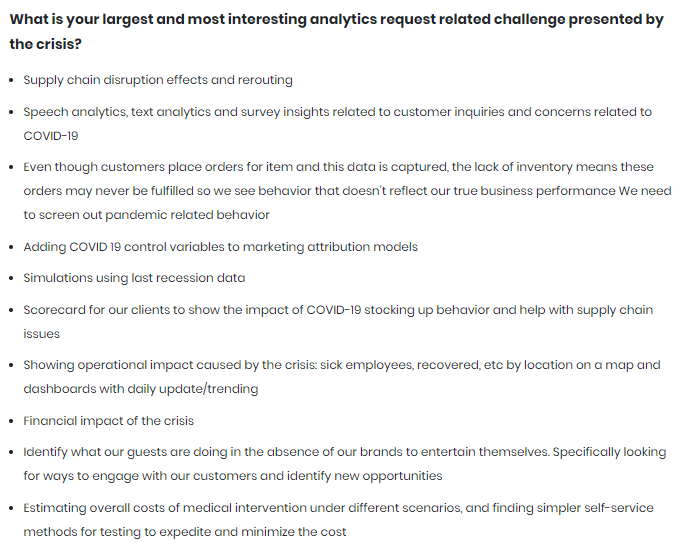 What is your largest and most interesting analytics request related challenge presented by
the crisis?
• Supply chain disruption effects and rerouting
• Speech analytics, text analytics and survey insights related to customer inquiries and concerns related to
COVID-19
• Even though customers place orders for item and this data is captured, the lack of inventory means these
orders may never be fulfilled so we see behavior that doesn't reflect our true business performance We need
to screen out pandemic related behavior
• Adding COVID 19 control variables to marketing attribution models
• Simulations using last recession data
• Scorecard for our clients to show the impact of COVID-19 stocking up behavior and help with supply chain
issues
• Showing operational impact caused by the crisis: sick employees, recovered, etc by location on a map and
dashboards with daily update/trending
• Financial impact of the crisis
• Identify what our guests are doing in the absence of our brands to entertain themselves. Specifically looking
for ways to engage with our customers and identify new opportunities
• Estimating overall costs of medical intervention under different scenarios, and finding simpler self-service
methods for testing to expedite and minimize the cost